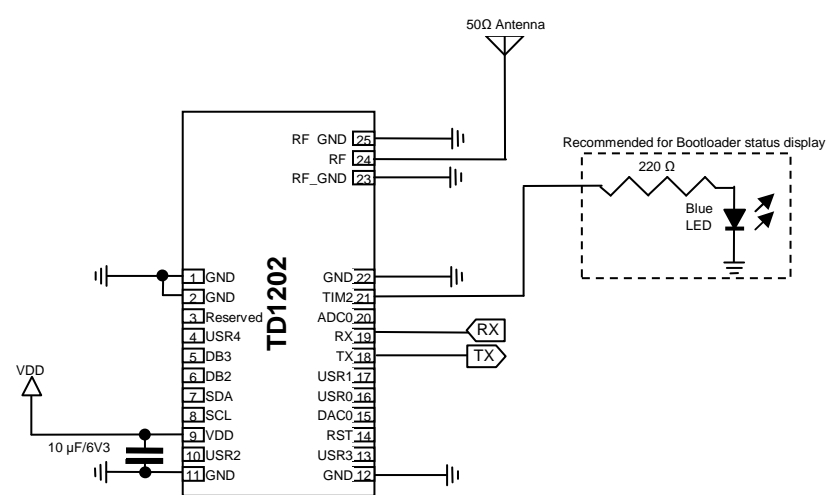 50Ω Antenna
RF GND 25
RF 24
RF_GND 23
Recommended for Bootloader status display
220 Ω
Blue
LED
TD1202
1 GND
2 GND
3 Reserved
4 USR4
5 DB3
6 DB2
7 SDA
8 SCL
9 VDD
10 USR2
11 GND
GND 22
TIM2 21
ADC0 20
RX 19
TX 18
USR1 17
USR0 16
DAC0 15
RST 14
USR3 13
GND 12
RX
TX
VDD
10 µF/6V3